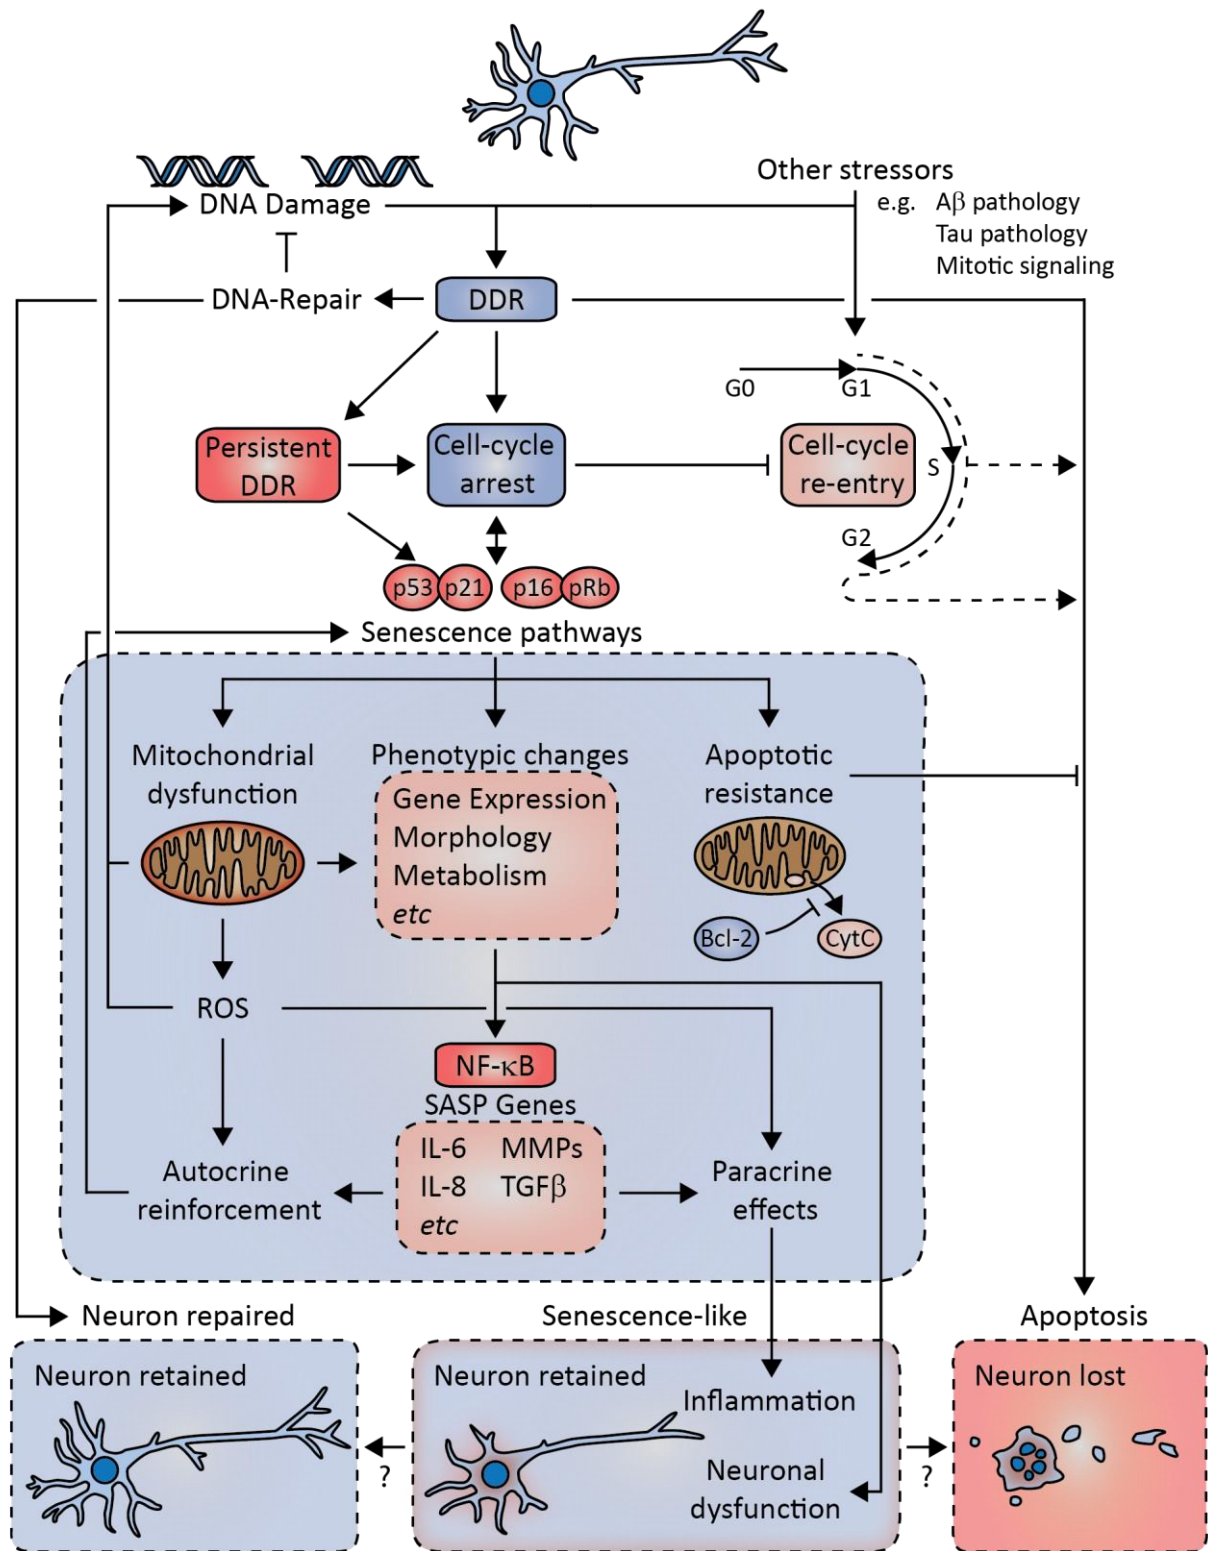 Other stressors
DNA Damage
e.g. Aβ pathology
Tau pathology
Mitotic signaling
DNA-Repair
DDR
G0
G1
Persistent
DDR
Cell-cycle
arrest
Cell-cycle
re-entry
S
G2
p53
p21
p16
pRb
Senescence pathways
Mitochondrial
dysfunction
Phenotypic changes
Apoptotic
resistance
Gene Expression
Morphology
Metabolism
etc
Bcl-2
CytC
ROS
NF-κB
SASP Genes
IL-6 MMPs
IL-8 TGFβ
etc
Autocrine
reinforcement
Paracrine
effects
Neuron repaired
Senescence-like
Apoptosis
Neuron retained
Neuron retained
Neuron lost
Inflammation
Neuronal
dysfunction
?
?